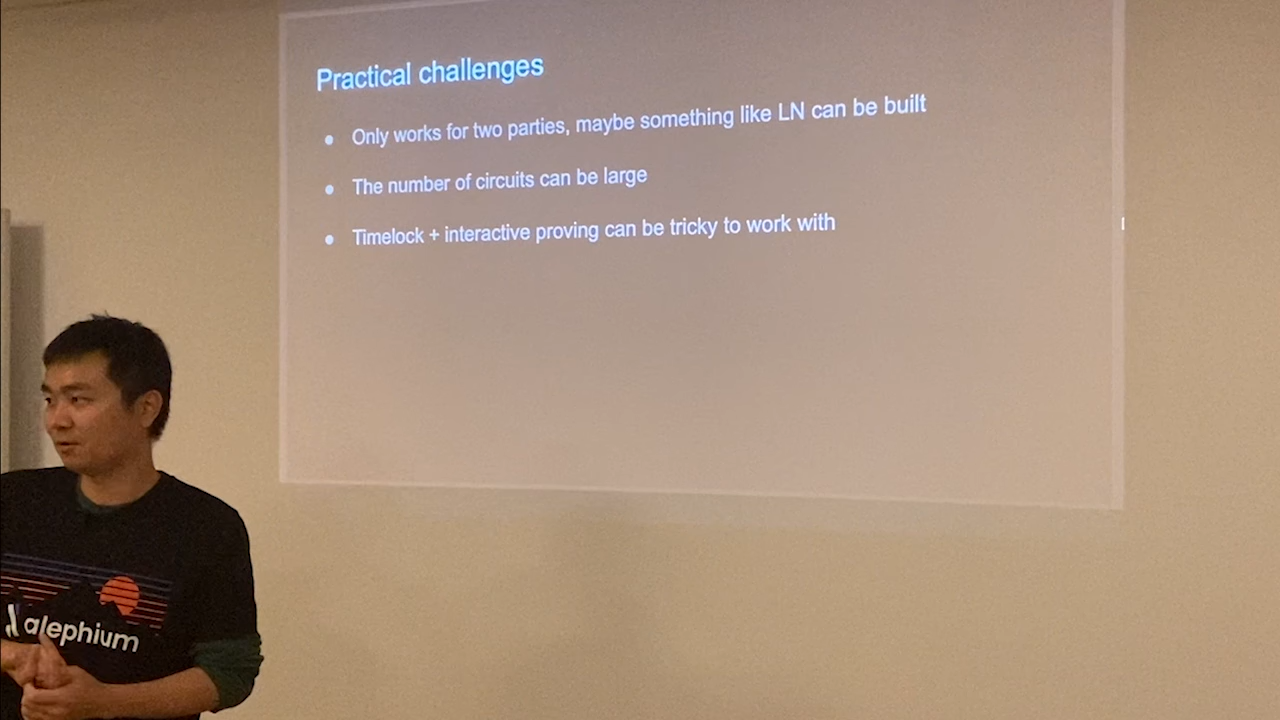 Practical challenges
● Only works for two parties, maybe something like LN can be built
● The number of circuits can be large
● Timelock + interactive proving can be tricky to work with
alephium